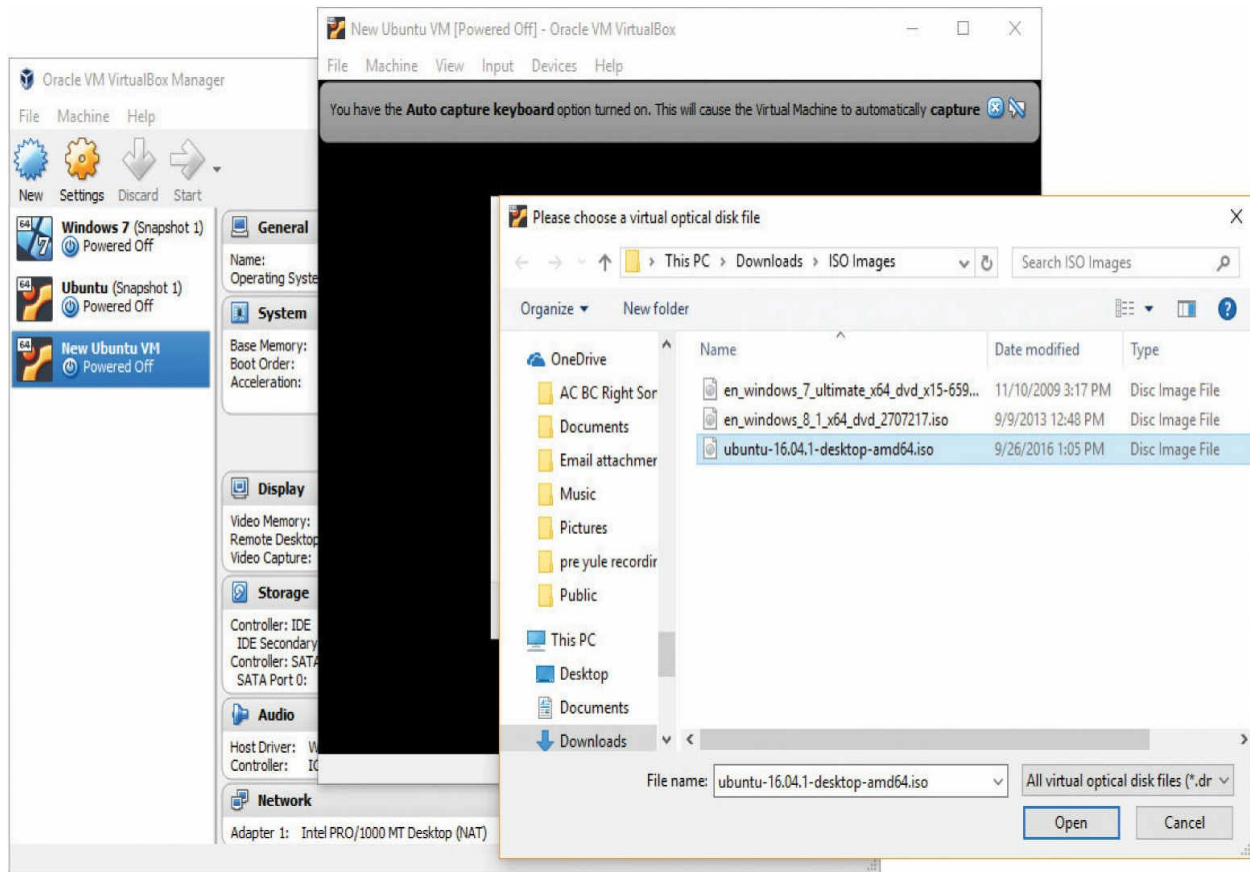 New Ubuntu VM [Powered Off] - Oracle VM VirtualBox
File Machine View Input Devices Help
You have the Auto capture keyboard option turned on. This will cause the Virtual Machine to automatically capture
Oracle VM VirtualBox Manager
File Machine Help
New Settings Discard Start
64 Windows 7 (Snapshot 1)
7 Powered Off
64 Ubuntu (Snapshot 1)
Powered Off
64 New Ubuntu VM
Powered Off
General
Name:
Operating Syste
System
Base Memory:
Boot Order:
Acceleration:
Display
Video Memory:
Remote Desktop
Video Capture:
Storage
Controller: IDE
IDE Secondary
Controller: SATA
SATA Port 0:
Audio
Host Driver: W
Controller: IC
Network
Adapter 1: Intel PRO/1000 MT Desktop (NAT)
Please choose a virtual optical disk file
This PC > Downloads > ISO Images
Search ISO Images
Organize New folder
Name Date modified Type
en_windows_7_ultimate_x64_dvd_x15-659... 11/10/2009 3:17 PM Disc Image File
en_windows_8_1_x64_dvd_2707217.iso 9/9/2013 12:48 PM Disc Image File
ubuntu-16.04.1-desktop-amd64.iso 9/26/2016 1:05 PM Disc Image File
OneDrive
AC BC Right Sor
Documents
Email attachmer
Music
Pictures
pre yule recordir
Public
This PC
Desktop
Documents
Downloads
File name: ubuntu-16.04.1-desktop-amd64.iso All virtual optical disk files (*.dr
Open Cancel